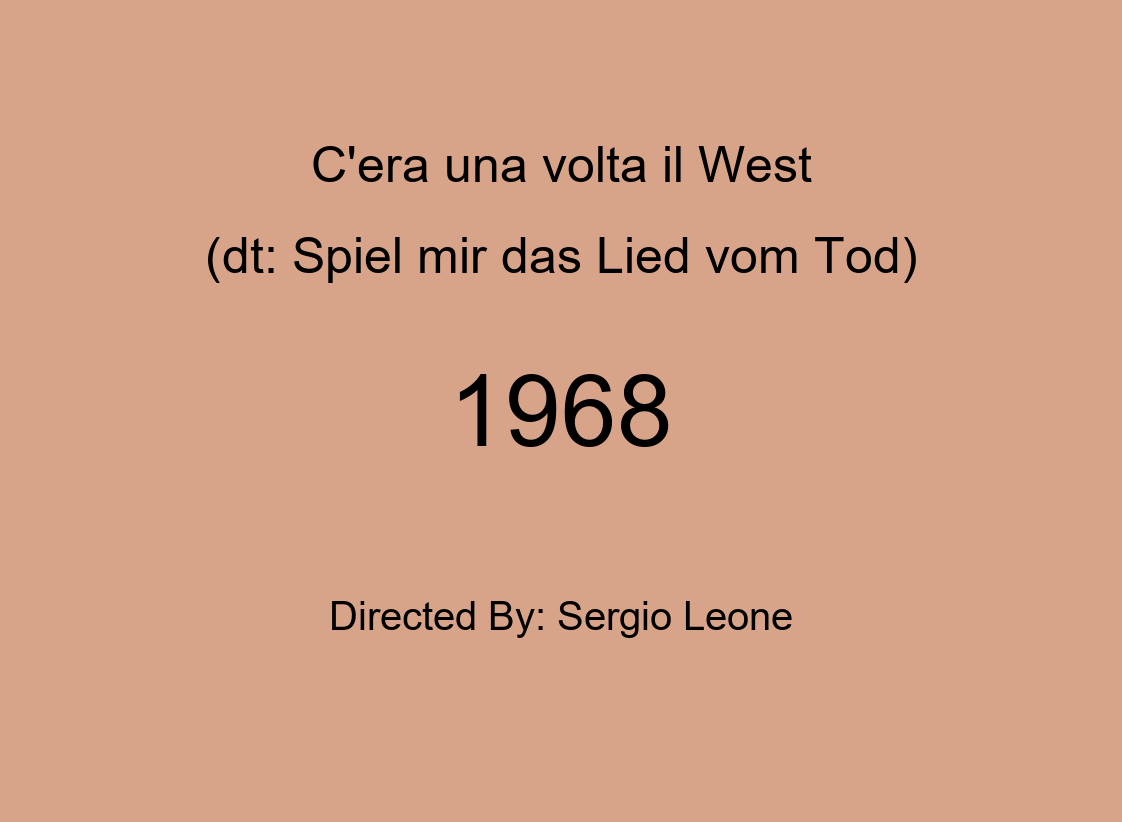 C'era una volta il West
(dt: Spiel mir das Lied vom Tod)
1968
Directed By: Sergio Leone